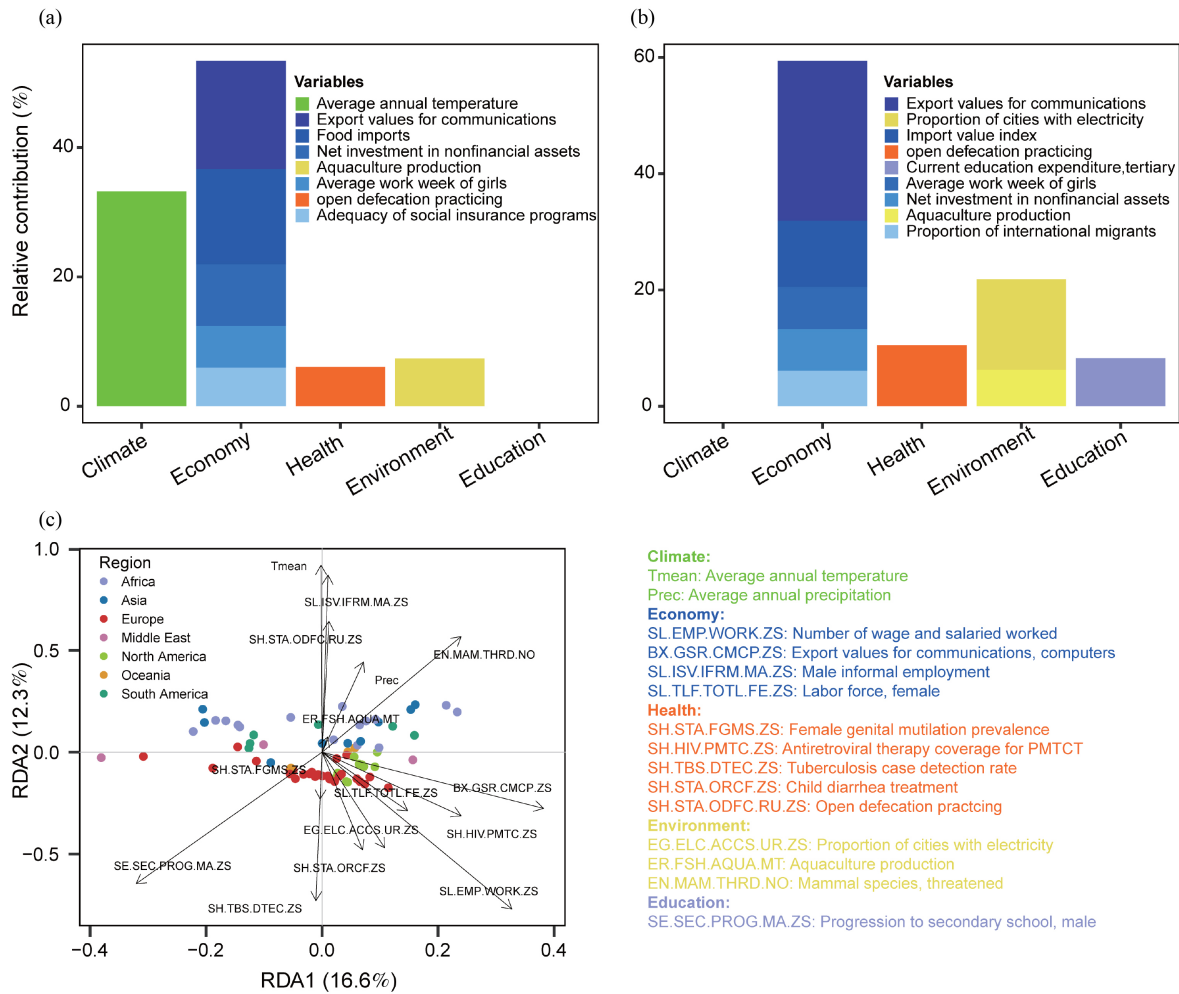 (a)
Relative contribution (%)
40
20
0
Variables
Average annual temperature
Export values for communications
Food imports
Net investment in nonfinancial assets
Aquaculture production
Average work week of girls
open defecation practicing
Adequacy of social insurance programs
Climate
Economy
Health
Environment
Education
(b)
60
40
20
0
Variables
Export values for communications
Proportion of cities with electricity
Import value index
open defecation practicing
Current education expenditure,tertiary
Average work week of girls
Net investment in nonfinancial assets
Aquaculture production
Proportion of international migrants
Climate
Economy
Health
Environment
Education
(c)
RDA2 (12.3%)
1.0
0.5
0.0
−0.5
Region
Africa
Asia
Europe
Middle East
North America
Oceania
South America
Tmean
SL.ISV.IFRM.MA.ZS
SH.STA.ODFC.RU.ZS
EN.MAM.THRD.NO
Prec
ER.FSH.AQUA.MT
SH.STA.FGMS.ZS
SL.TLF.TOTL.FE.ZS
BX.GSR.CMCP.ZS
EG.ELC.ACCS.UR.ZS
SH.HIV.PMTC.ZS
SE.SEC.PROG.MA.ZS
SH.STA.ORCF.ZS
SL.EMP.WORK.ZS
SH.TBS.DTEC.ZS
−0.4
−0.2
0.0
0.2
0.4
RDA1 (16.6%)
Climate:
Tmean: Average annual temperature
Prec: Average annual precipitation
Economy:
SL.EMP.WORK.ZS: Number of wage and salaried worked
BX.GSR.CMCP.ZS: Export values for communications, computers
SL.ISV.IFRM.MA.ZS: Male informal employment
SL.TLF.TOTL.FE.ZS: Labor force, female
Health:
SH.STA.FGMS.ZS: Female genital mutilation prevalence
SH.HIV.PMTC.ZS: Antiretroviral therapy coverage for PMTCT
SH.TBS.DTEC.ZS: Tuberculosis case detection rate
SH.STA.ORCF.ZS: Child diarrhea treatment
SH.STA.ODFC.RU.ZS: Open defecation practcing
Environment:
EG.ELC.ACCS.UR.ZS: Proportion of cities with electricity
ER.FSH.AQUA.MT: Aquaculture production
EN.MAM.THRD.NO: Mammal species, threatened
Education:
SE.SEC.PROG.MA.ZS: Progression to secondary school, male